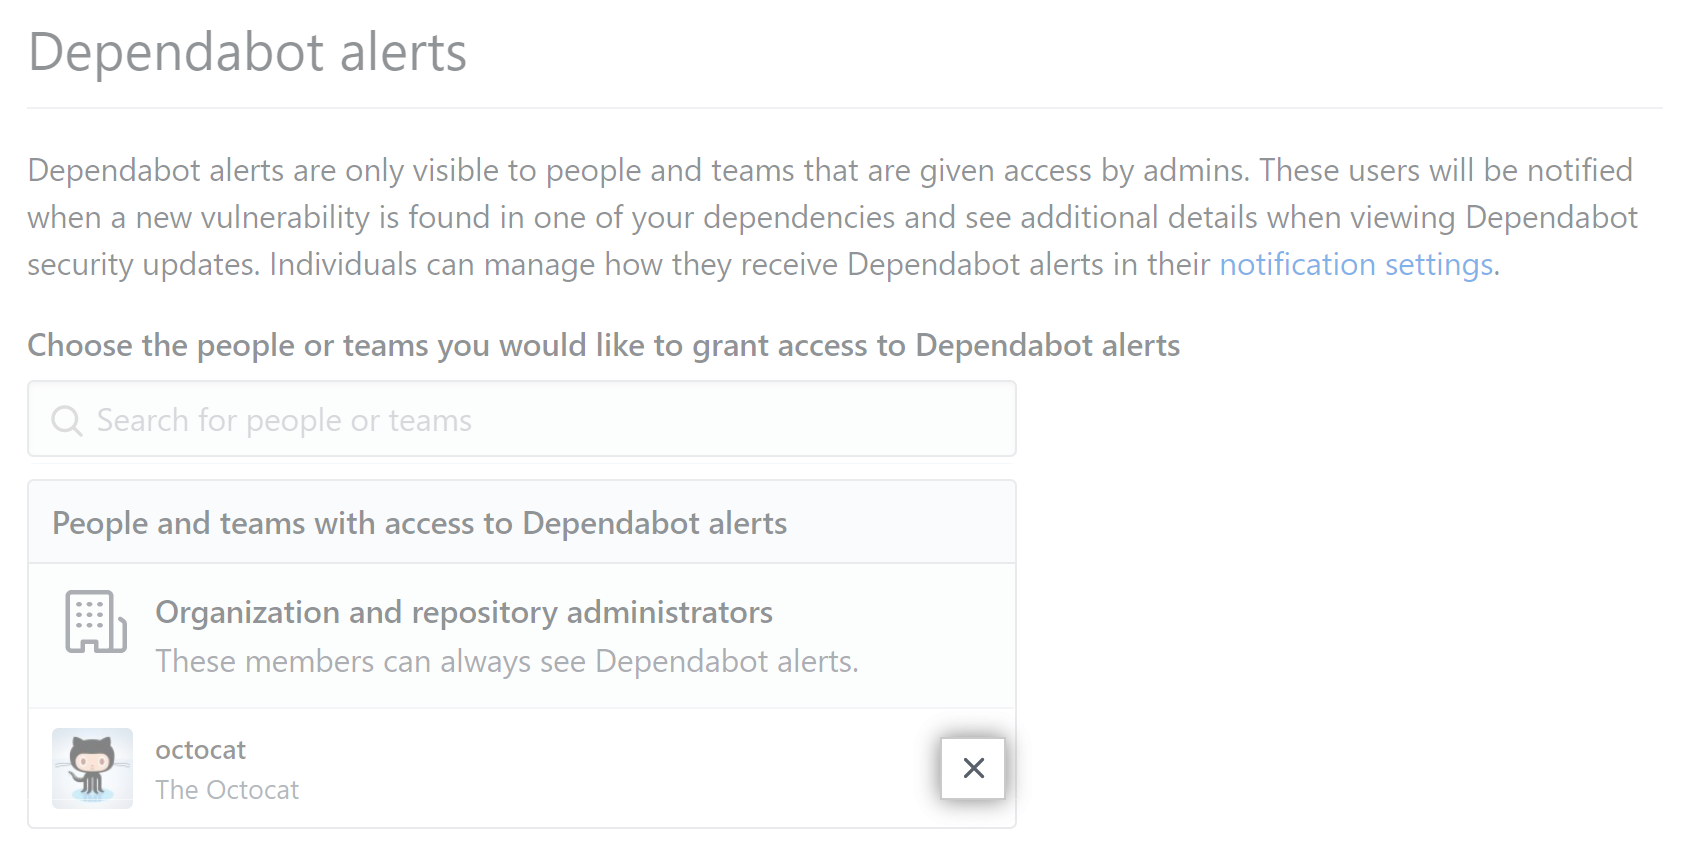 Dependabot alerts
Dependabot alerts are only visible to people and teams that are given access by admins. These users will be notified
when a new vulnerability is found in one of your dependencies and see additional details when viewing Dependabot
security updates. Individuals can manage how they receive Dependabot alerts in their notification settings.
Choose the people or teams you would like to grant access to Dependabot alerts
Search for people or teams
People and teams with access to Dependabot alerts
Organization and repository administrators
These members can always see Dependabot alerts.
octocat
The Octocat